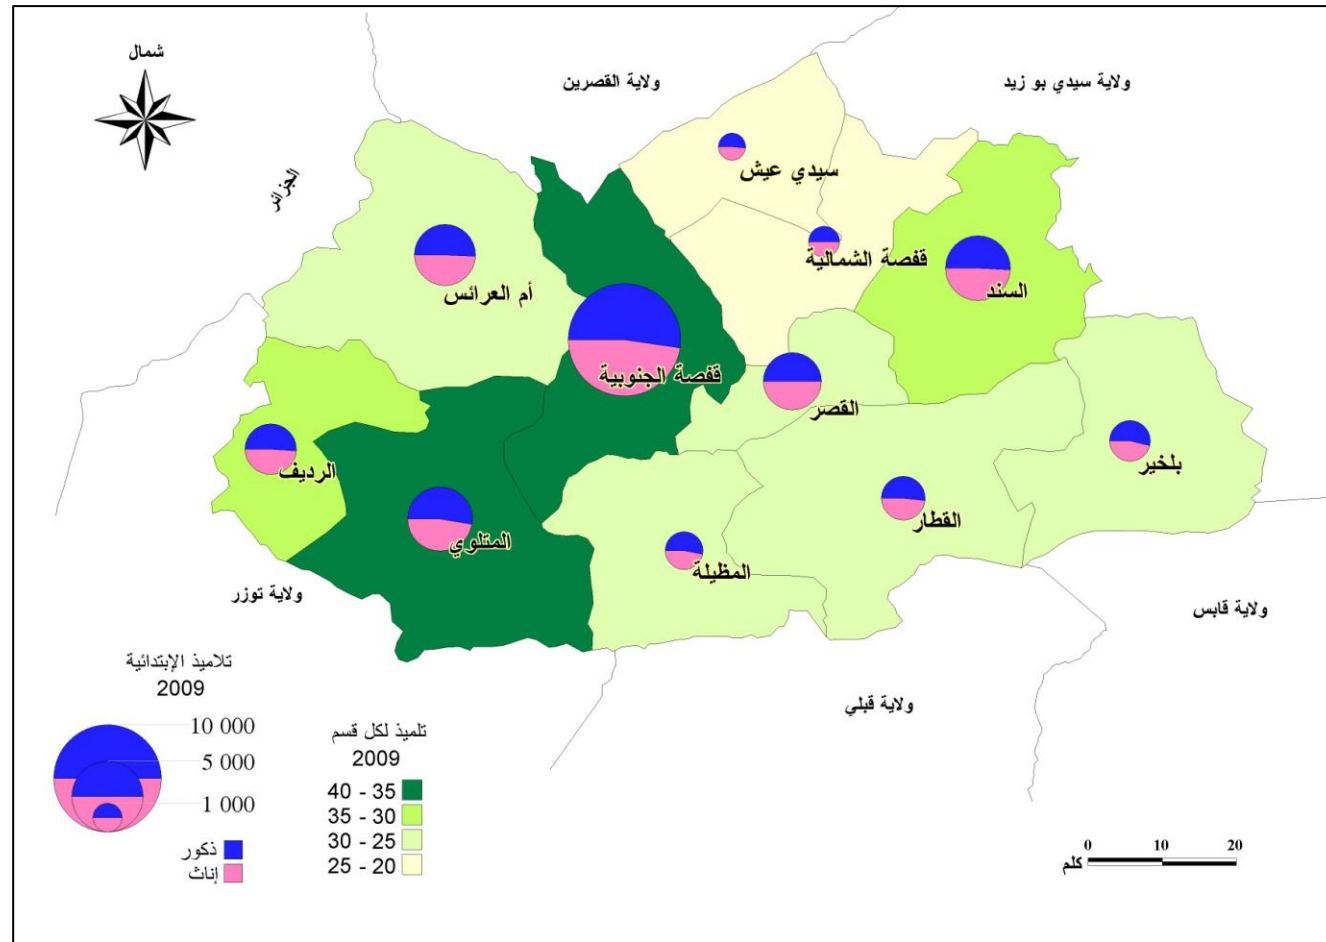 شمال
ولاية القصرين
ولاية سيدي بو زيد
الجزائر
سيدي عيش
قفصة الشمالية
السند
أم العرائس
قفصة الجنوبية
القصر
الرديف
بلخير
المتلوي
القطار
المظيلة
ولاية توزر
ولاية قابس
ولاية قبلي
تلاميذ الإبتدائية
2009
10 000
5 000
1 000
ذكور
إناث
تلميذ لكل قسم
2009
40 - 35
35 - 30
30 - 25
25 - 20
0 10 20
كلم